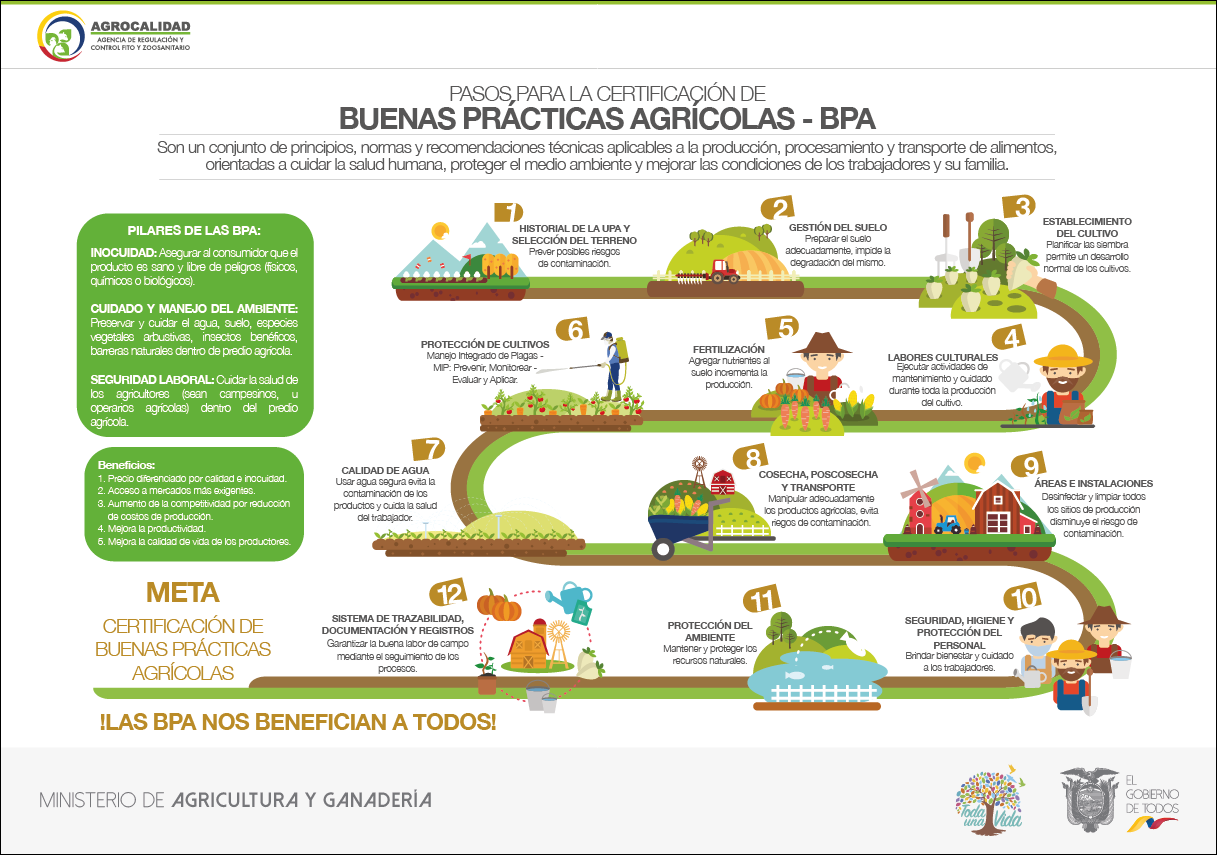 AGROCALIDAD
AGENCIA DE REGULACIÓN Y
CONTROL FITO Y ZOOSANITARIO
PASOS PARA LA CERTIFICACIÓN DE
BUENAS PRÁCTICAS AGRÍCOLAS - BPA
Son un conjunto de principios, normas y recomendaciones técnicas aplicables a la producción, procesamiento y transporte de alimentos,
orientadas a cuidar la salud humana, proteger el medio ambiente y mejorar las condiciones de los trabajadores y su familia.
PILARES DE LAS BPA:
INOCUIDAD: Asegurar al consumidor que el
producto es sano y libre de peligros (físicos,
químicos o biológicos).
CUIDADO Y MANEJO DEL AMBIENTE:
Preservar y cuidar el agua, suelo, especies
vegetales arbustivas, insectos benéficos,
barreras naturales dentro de predio agrícola.
SEGURIDAD LABORAL: Cuidar la salud de
los agricultores (sean campesinos, u
operarios agrícolas) dentro del predio
agrícola.
Beneficios:
1. Precio diferenciado por calidad e inocuidad.
2. Acceso a mercados más exigentes.
3. Aumento de la competitividad por reducción
de costos de producción.
4. Mejora la productividad.
5. Mejora la calidad de vida de los productores.
1
HISTORIAL DE LA UPA Y
SELECCIÓN DEL TERRENO
Prever posibles riesgos
de contaminación.
2
GESTIÓN DEL SUELO
Preparar el suelo
adecuadamente, impide la
degradación del mismo.
3
ESTABLECIMIENTO
DEL CULTIVO
Planificar las siembra
permite un desarrollo
normal de los cultivos.
4
LABORES CULTURALES
Ejecutar actividades de
mantenimiento y cuidado
durante toda la producción
del cultivo.
5
FERTILIZACIÓN
Agregar nutrientes al
suelo incrementa la
producción.
6
PROTECCIÓN DE CULTIVOS
Manejo Integrado de Plagas -
MIP: Prevenir, Monitorear -
Evaluar y Aplicar.
7
CALIDAD DE AGUA
Usar agua segura evita la
contaminación de los
productos y cuida la salud
del trabajador.
8
COSECHA, POSCOSECHA
Y TRANSPORTE
Manipular adecuadamente
los productos agrícolas, evita
riegos de contaminación.
9
ÁREAS E INSTALACIONES
Desinfectar y limpiar todos
los sitios de producción
disminuye el riesgo de
contaminación.
10
SEGURIDAD, HIGIENE Y
PROTECCIÓN DEL
PERSONAL
Brindar bienestar y cuidado
a los trabajadores.
11
PROTECCIÓN DEL
AMBIENTE
Mantener y proteger los
recursos naturales.
12
SISTEMA DE TRAZABILIDAD,
DOCUMENTACIÓN Y REGISTROS
Garantizar la buena labor de campo
mediante el seguimiento de los
procesos.
META
CERTIFICACIÓN DE
BUENAS PRÁCTICAS
AGRÍCOLAS
!LAS BPA NOS BENEFICIAN A TODOS!
MINISTERIO DE AGRICULTURA Y GANADERÍA
Toda
una Vida
EL
GOBIERNO
DE TODOS